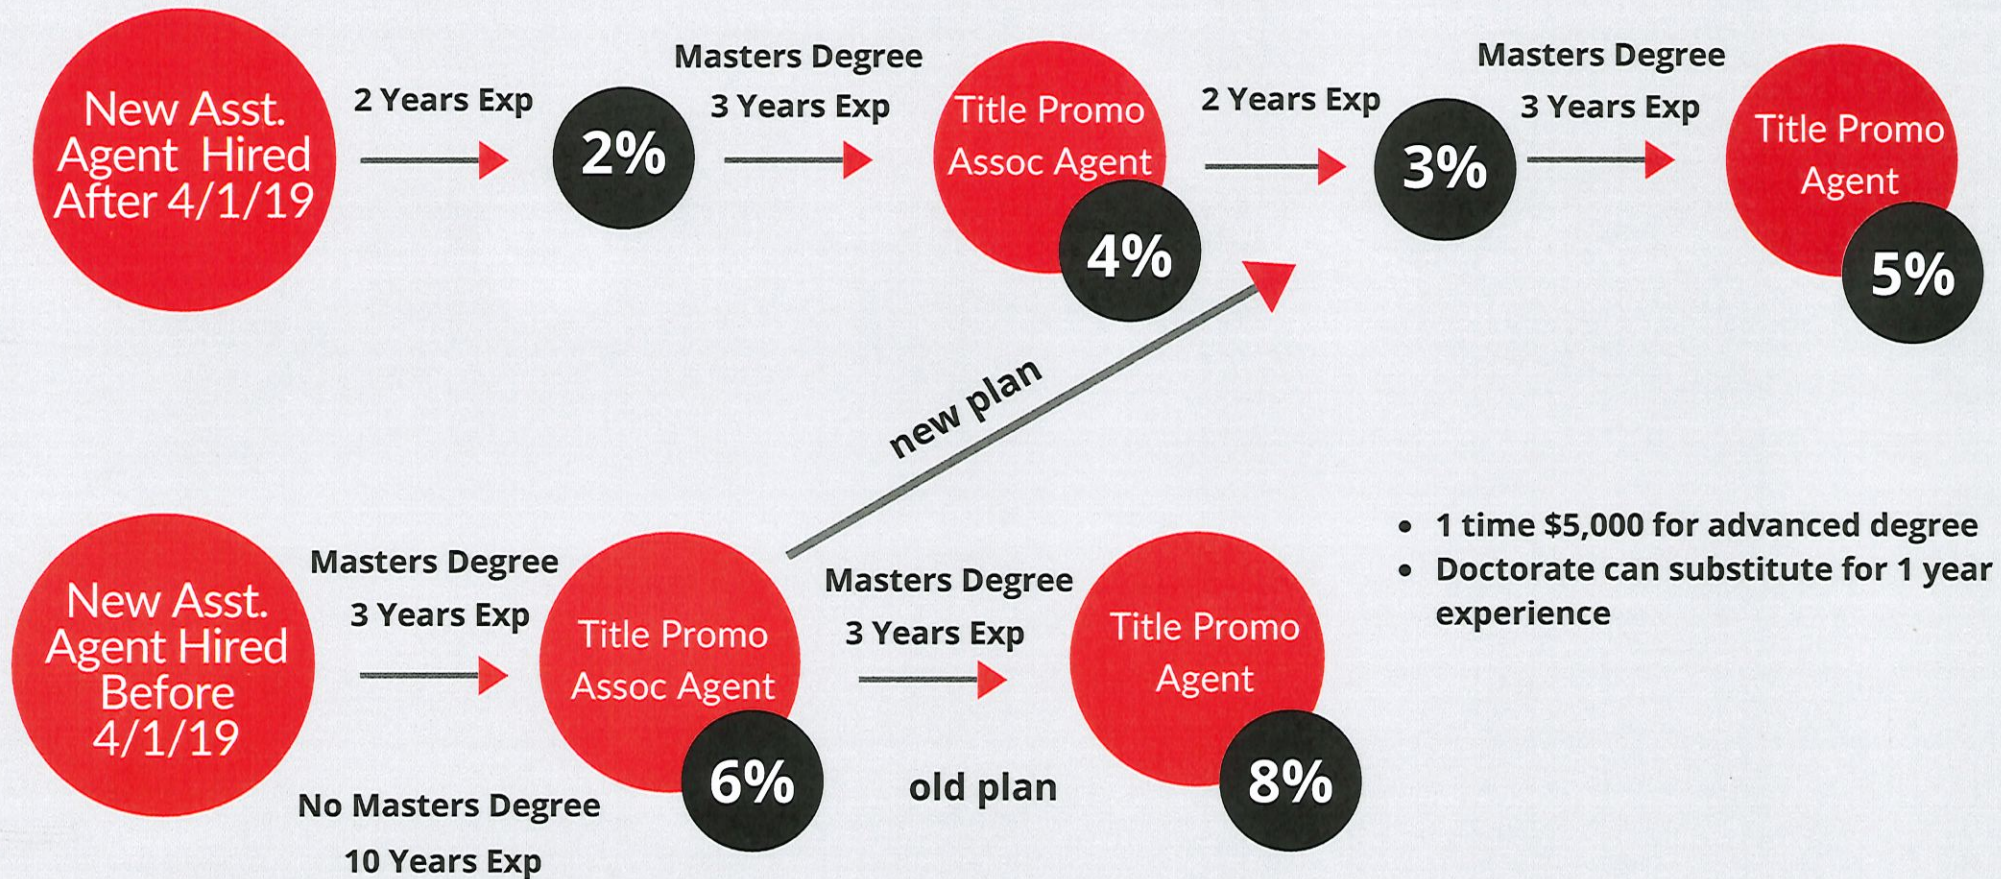 New Asst.
Agent Hired
After 4/1/19
2 Years Exp
2%
Masters Degree
3 Years Exp
Title Promo
Assoc Agent
4%
2 Years Exp
3%
Masters Degree
3 Years Exp
Title Promo
Agent
5%
new plan
New Asst.
Agent Hired
Before
4/1/19
Masters Degree
3 Years Exp
No Masters Degree
10 Years Exp
Title Promo
Assoc Agent
6%
Masters Degree
3 Years Exp
old plan
Title Promo
Agent
8%
• 1 time $5,000 for advanced degree
• Doctorate can substitute for 1 year
experience